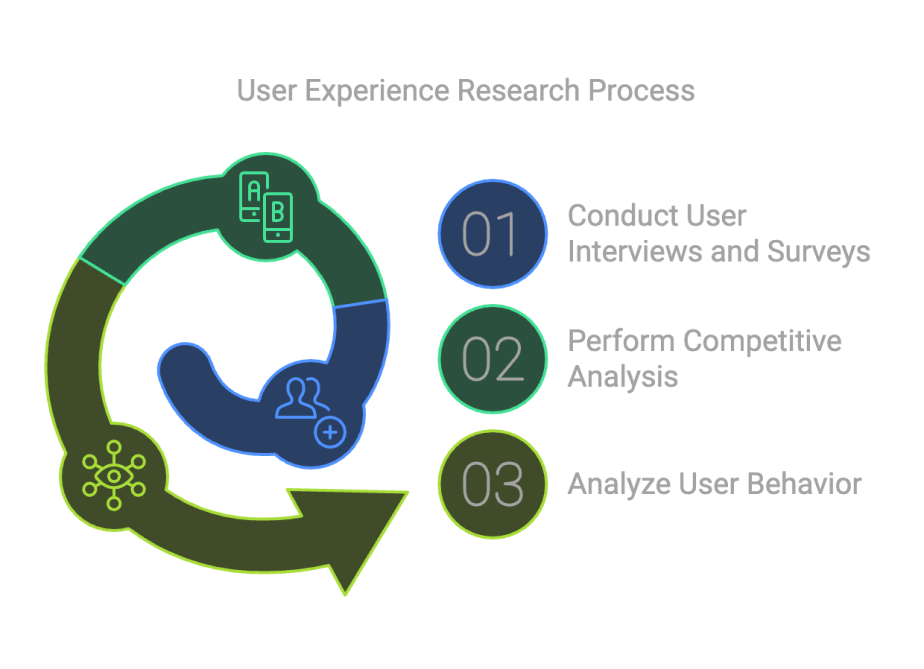 User Experience Research Process
A
B
01
Conduct User
Interviews and Surveys
02
Perform Competitive
Analysis
03
Analyze User Behavior